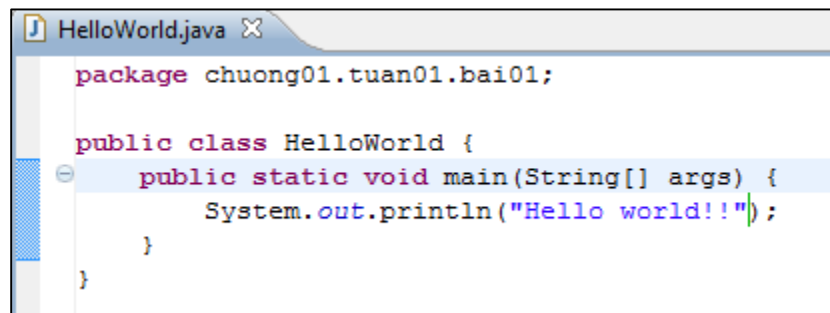 HelloWorld.java
package chuong01.tuan01.bai01;
public class HelloWorld {
public static void main(String[] args) {
System.out.println("Hello world!!");
}
}